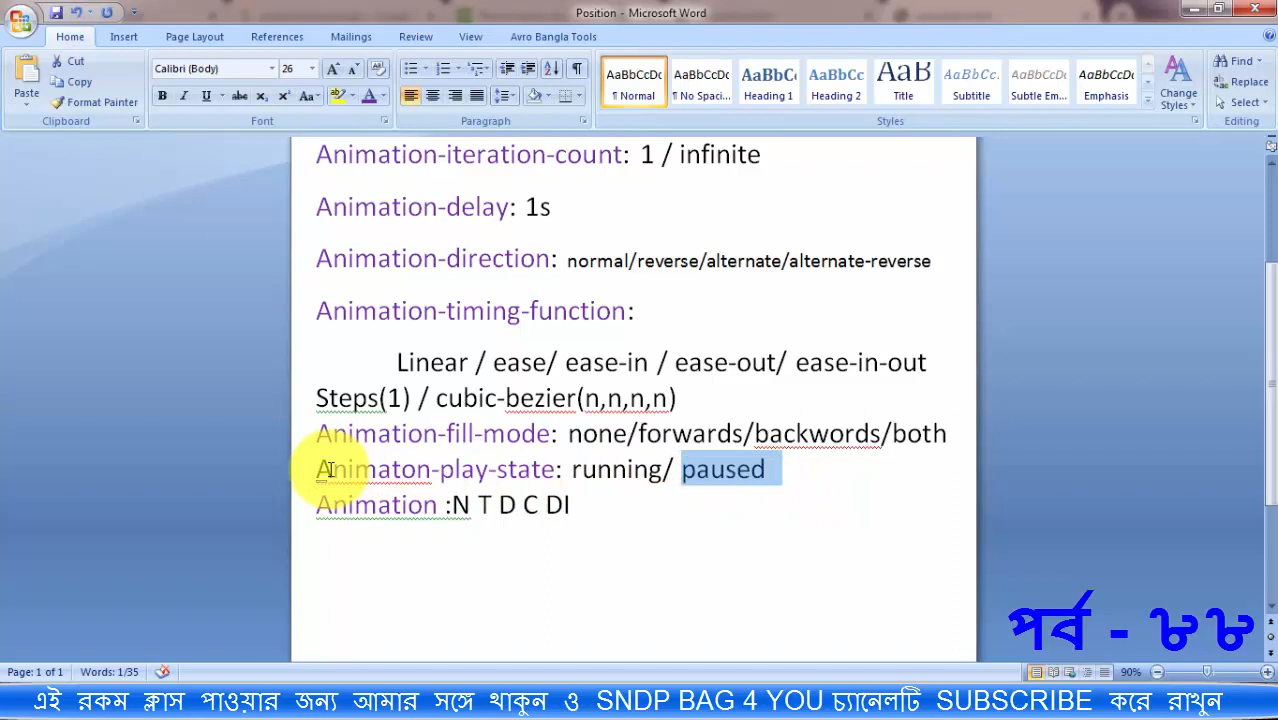 Position - Microsoft Word
Home Insert Page Layout References Mailings Review View Avro Bangla Tools
Paste Cut Copy Format Painter Clipboard
Calibri (Body) 26 Font
Paragraph
AaBbCcDc AaBbCcDc AaBbCc AaBbCc AaB AaBbCc. AaBbCcDc AaBbCcDc
¶ Normal ¶ No Spaci... Heading 1 Heading 2 Title Subtitle Subtle Em... Emphasis
Styles
Change Styles
Find Replace Select Editing
Animation-iteration-count: 1 / infinite
Animation-delay: 1s
Animation-direction: normal/reverse/alternate/alternate-reverse
Animation-timing-function:
Linear / ease/ ease-in / ease-out/ ease-in-out
Steps(1) / cubic-bezier(n,n,n,n)
Animation-fill-mode: none/forwards/backwords/both
Animaton-play-state: running/ paused
Animation :N T D C DI
পর্ব - ৮৮
Page: 1 of 1 Words: 1/35 90%
এই রকম ক্লাস পাওয়ার জন্য আমার সঙ্গে থাকুন ও SNDP BAG 4 YOU চ্যানেলটি SUBSCRIBE করে রাখুন